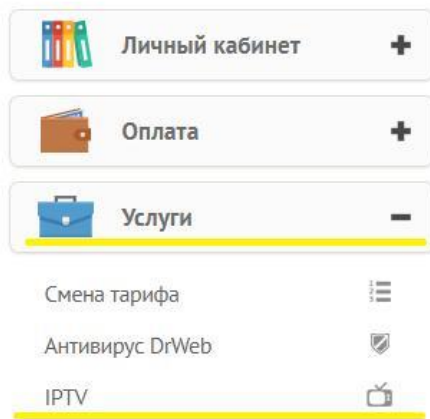 Личный кабинет
Оплата
Услуги
Смена тарифа
Антивирус DrWeb
IPTV